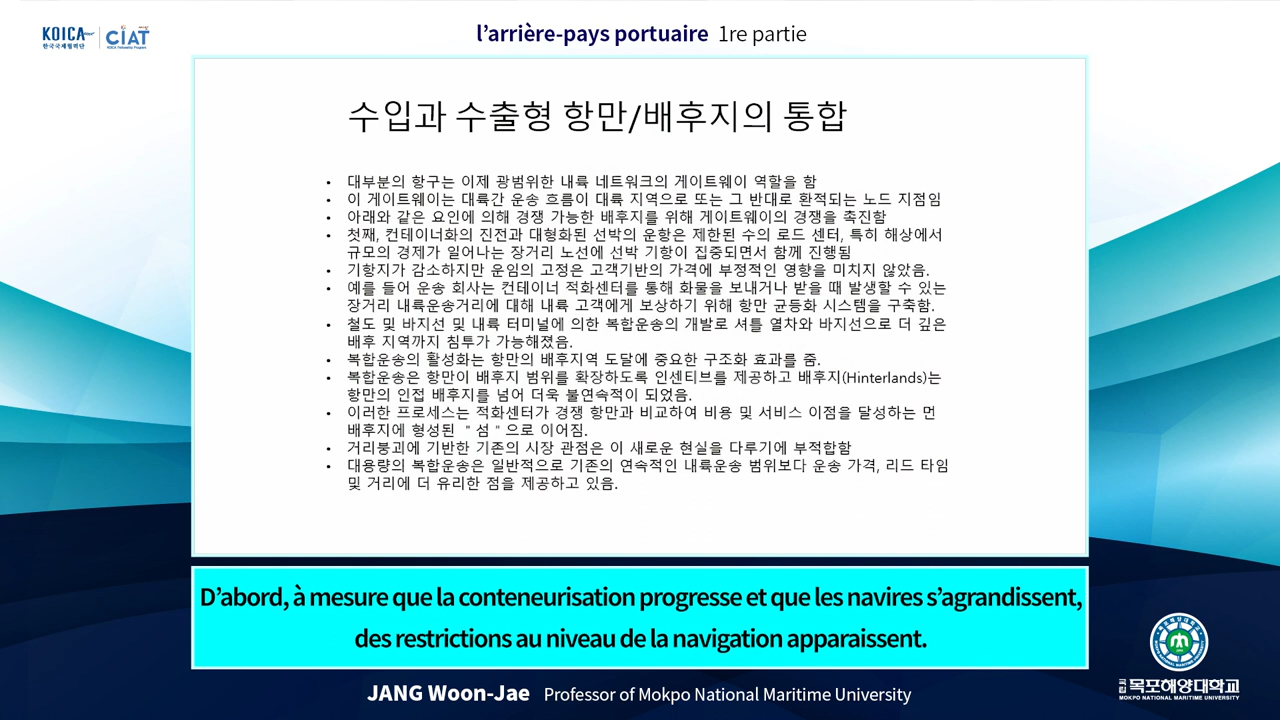 KOICA
한국국제협력단
CIAT
KOICA Fellowship Program
l’arrière-pays portuaire 1re partie
수입과 수출형 항만/배후지의 통합
• 대부분의 항구는 이제 광범위한 내륙 네트워크의 게이트웨이 역할을 함
• 이 게이트웨이는 대륙간 운송 흐름이 대륙 지역으로 또는 그 반대로 환적되는 노드 지점임
• 아래와 같은 요인에 의해 경쟁 가능한 배후지를 위해 게이트웨이의 경쟁을 촉진함
• 첫째, 컨테이너화의 진전과 대형화된 선박의 운항은 제한된 수의 로드 센터, 특히 해상에서
규모의 경제가 일어나는 장거리 노선에 선박 기항이 집중되면서 함께 진행됨
• 기항지가 감소하지만 운임의 고정은 고객기반의 가격에 부정적인 영향을 미치지 않았음.
• 예를 들어 운송 회사는 컨테이너 적화센터를 통해 화물을 보내거나 받을 때 발생할 수 있는
장거리 내륙운송거리에 대해 내륙 고객에게 보상하기 위해 항만 균등화 시스템을 구축함.
• 철도 및 바지선 및 내륙 터미널에 의한 복합운송의 개발로 셔틀 열차와 바지선으로 더 깊은
배후 지역까지 침투가 가능해졌음.
• 복합운송의 활성화는 항만의 배후지역 도달에 중요한 구조화 효과를 줌.
• 복합운송은 항만이 배후지 범위를 확장하도록 인센티브를 제공하고 배후지(Hinterlands)는
항만의 인접 배후지를 넘어 더욱 불연속적이 되었음.
• 이러한 프로세스는 적화센터가 경쟁 항만과 비교하여 비용 및 서비스 이점을 달성하는 먼
배후지에 형성된 "섬"으로 이어짐.
• 거리붕괴에 기반한 기존의 시장 관점은 이 새로운 현실을 다루기에 부적합함
• 대용량의 복합운송은 일반적으로 기존의 연속적인 내륙운송 범위보다 운송 가격, 리드 타임
및 거리에 더 유리한 점을 제공하고 있음.
D’abord, à mesure que la conteneurisation progresse et que les navires s’agrandissent,
des restrictions au niveau de la navigation apparaissent.
JANG Woon-Jae Professor of Mokpo National Maritime University
국립 목포해양대학교
MOKPO NATIONAL MARITIME UNIVERSITY